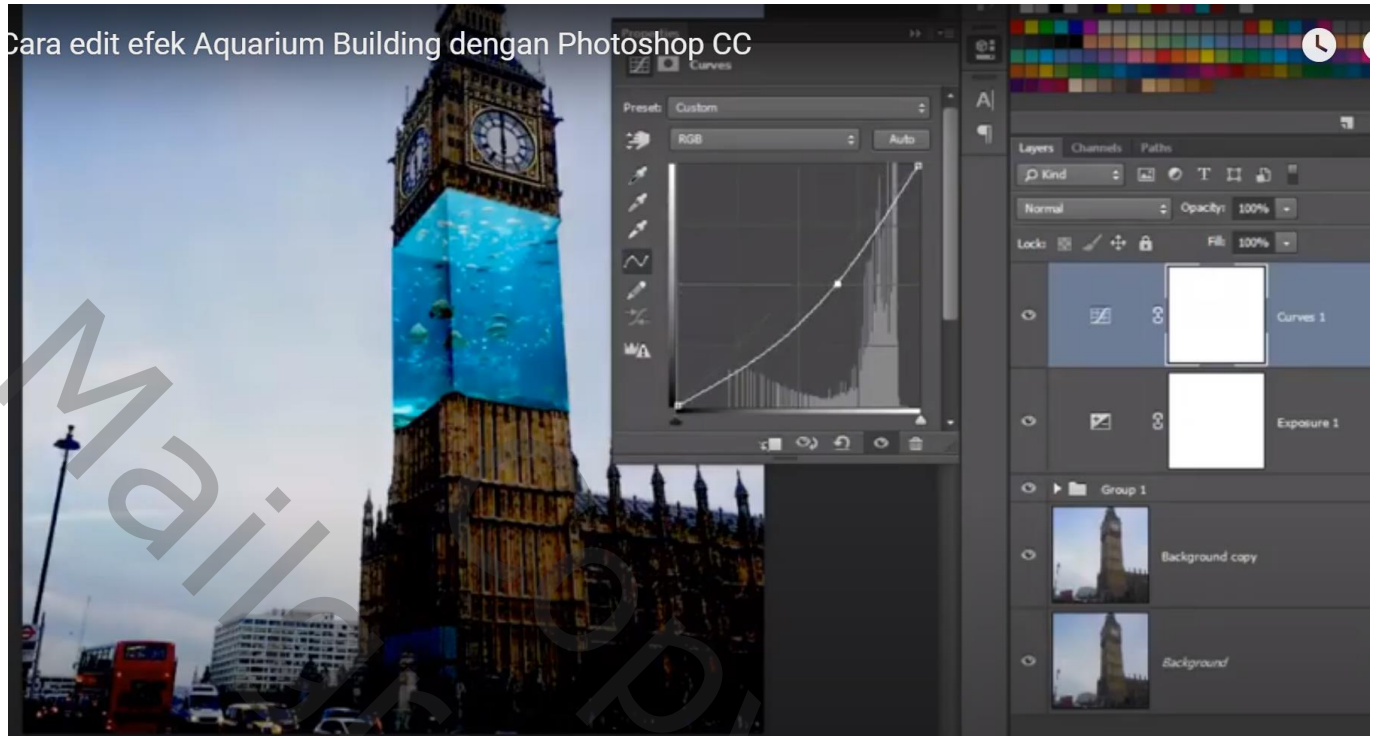 Cara edit efek Aquarium Building dengan Photoshop CC
Properties
Curves
Preset: Custom
RGB
Auto
Layers Channels Paths
Kind
Normal
Opacity: 100%
Lock:
Fill: 100%
Curves 1
Exposure 1
Group 1
Background copy
Background